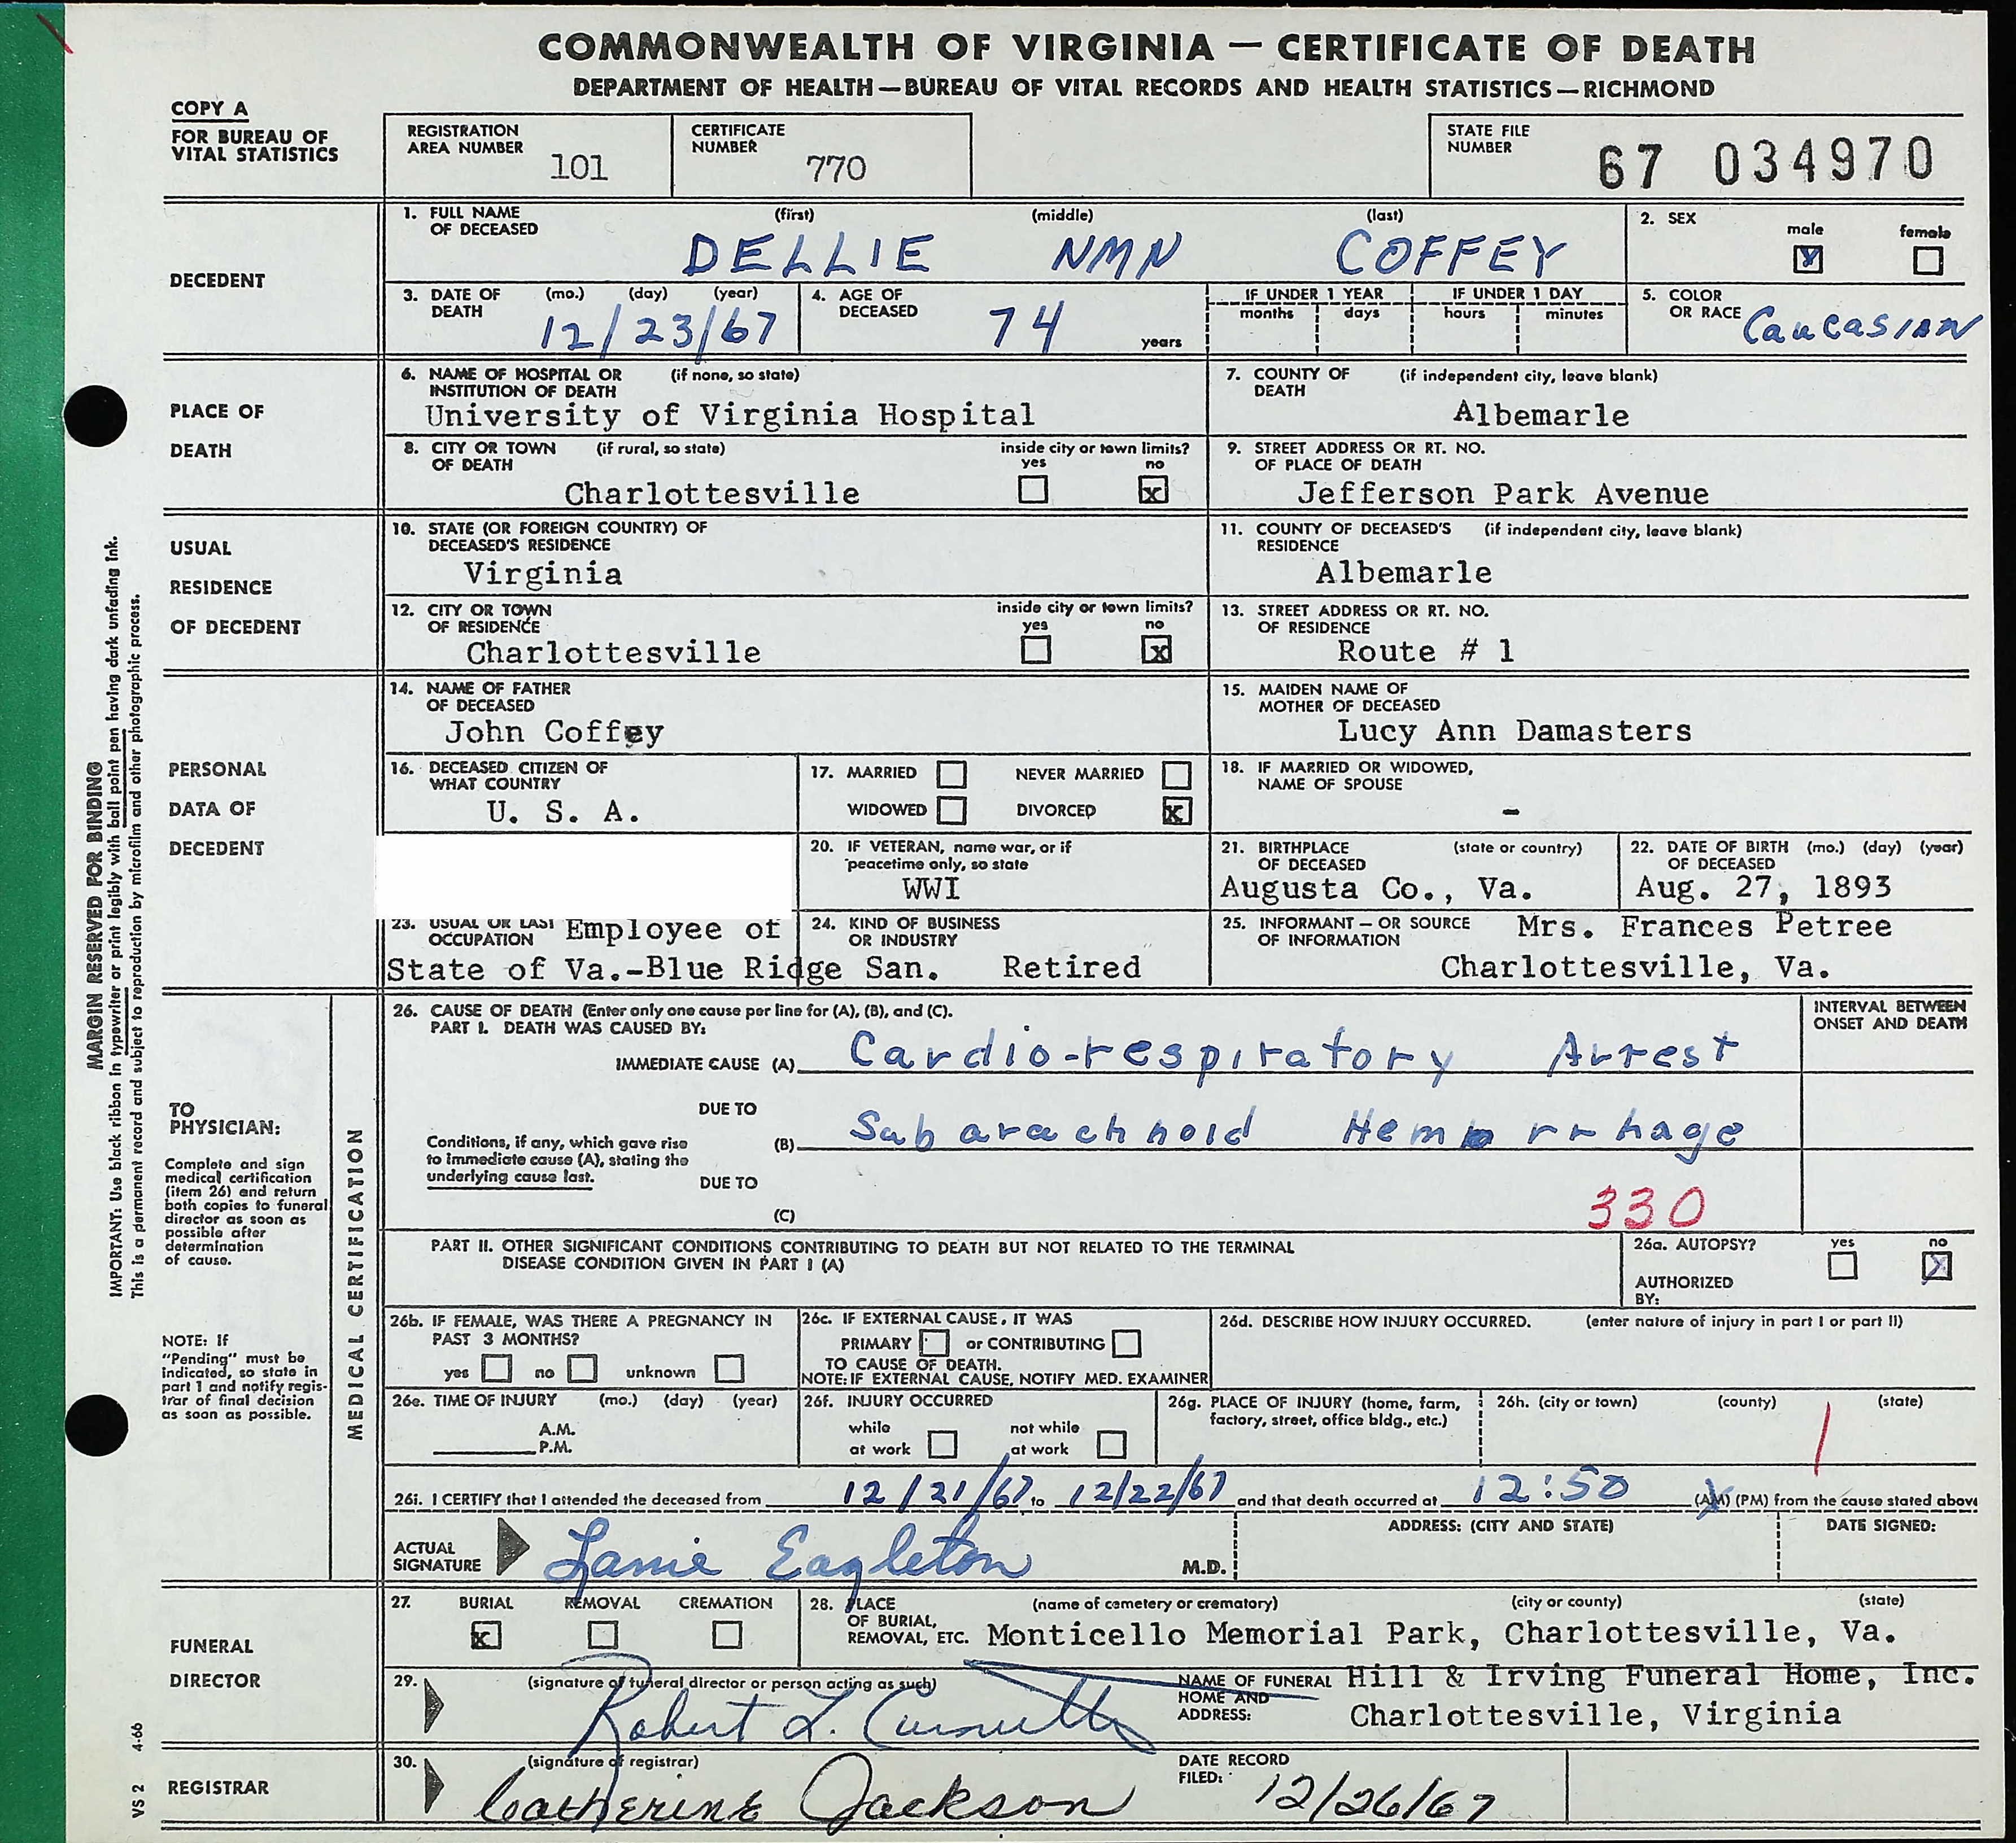 COMMONWEALTH OF VIRGINIA — CERTIFICATE OF DEATH
DEPARTMENT OF HEALTH—BUREAU OF VITAL RECORDS AND HEALTH STATISTICS—RICHMOND
COPY A
FOR BUREAU OF
VITAL STATISTICS
REGISTRATION
AREA NUMBER 101
CERTIFICATE
NUMBER 770
STATE FILE
NUMBER 67 034970
DECEDENT
1. FULL NAME (first) (middle) (last)
OF DECEASED
DELLIE NMN COFFEY
2. SEX
male female
x
3. DATE OF (mo.) (day) (year)
DEATH
12/23/67
4. AGE OF
DECEASED 74 years
IF UNDER 1 YEAR IF UNDER 1 DAY
months days hours minutes
5. COLOR
OR RACE Caucasian
PLACE OF
DEATH
6. NAME OF HOSPITAL OR (if none, so state)
INSTITUTION OF DEATH
University of Virginia Hospital
7. COUNTY OF (if independent city, leave blank)
DEATH
Albemarle
8. CITY OR TOWN (if rural, so state) inside city or town limits?
OF DEATH yes no
Charlottesville x
9. STREET ADDRESS OR RT. NO.
OF PLACE OF DEATH
Jefferson Park Avenue
USUAL
RESIDENCE
OF DECEDENT
10. STATE (OR FOREIGN COUNTRY) OF
DECEASED'S RESIDENCE
Virginia
11. COUNTY OF DECEASED'S (if independent city, leave blank)
RESIDENCE
Albemarle
12. CITY OR TOWN inside city or town limits?
OF RESIDENCE yes no
Charlottesville x
13. STREET ADDRESS OR RT. NO.
OF RESIDENCE
Route # 1
PERSONAL
DATA OF
DECEDENT
14. NAME OF FATHER
OF DECEASED
John Coffey
15. MAIDEN NAME OF
MOTHER OF DECEASED
Lucy Ann Damasters
16. DECEASED CITIZEN OF
WHAT COUNTRY
U. S. A.
17. MARRIED NEVER MARRIED
WIDOWED DIVORCED x
18. IF MARRIED OR WIDOWED,
NAME OF SPOUSE
-
20. IF VETERAN, name war, or if
peacetime only, so state
WWI
21. BIRTHPLACE (state or country)
OF DECEASED
Augusta Co., Va.
22. DATE OF BIRTH (mo.) (day) (year)
OF DECEASED
Aug. 27, 1893
23. USUAL OR LAST
OCCUPATION Employee of
State of Va.-Blue Ridge San.
24. KIND OF BUSINESS
OR INDUSTRY
Retired
25. INFORMANT — OR SOURCE
OF INFORMATION
Mrs. Frances Petree
Charlottesville, Va.
TO
PHYSICIAN:
Complete and sign
medical certification
(item 26) and return
both copies to funeral
director as soon as
possible after
determination
of cause.
NOTE: If
"Pending" must be
indicated, so state in
part 1 and notify regis-
trar of final decision
as soon as possible.
MEDICAL CERTIFICATION
26. CAUSE OF DEATH (Enter only one cause per line for (A), (B), and (C).
PART I. DEATH WAS CAUSED BY:
INTERVAL BETWEEN
ONSET AND DEATH
IMMEDIATE CAUSE (A) Cardio-respiratory Arrest
DUE TO
Conditions, if any, which gave rise
to immediate cause (A), stating the
underlying cause last.
(B) Subarachnoid Hemorrhage
DUE TO
(C)
330
PART II. OTHER SIGNIFICANT CONDITIONS CONTRIBUTING TO DEATH BUT NOT RELATED TO THE TERMINAL
DISEASE CONDITION GIVEN IN PART I (A)
26a. AUTOPSY? yes no
x
AUTHORIZED
BY:
26b. IF FEMALE, WAS THERE A PREGNANCY IN
PAST 3 MONTHS?
yes no unknown
26c. IF EXTERNAL CAUSE, IT WAS
PRIMARY or CONTRIBUTING
TO CAUSE OF DEATH.
NOTE: IF EXTERNAL CAUSE, NOTIFY MED. EXAMINER
26d. DESCRIBE HOW INJURY OCCURRED. (enter nature of injury in part I or part II)
26e. TIME OF INJURY (mo.) (day) (year)
A.M.
P.M.
26f. INJURY OCCURRED
while not while
at work at work
26g. PLACE OF INJURY (home, farm,
factory, street, office bldg., etc.)
26h. (city or town) (county) (state)
26i. I CERTIFY that I attended the deceased from 12/21/67 to 12/22/67 and that death occurred at 12:50 (AM) (PM) from the cause stated above
ACTUAL
SIGNATURE Lanie Eagleton M.D.
ADDRESS: (CITY AND STATE)
DATE SIGNED:
FUNERAL
DIRECTOR
27. BURIAL REMOVAL CREMATION
x
28. PLACE (name of cemetery or crematory) (city or county) (state)
OF BURIAL,
REMOVAL, ETC. Monticello Memorial Park, Charlottesville, Va.
29. (signature of funeral director or person acting as such)
Robert L.
NAME OF FUNERAL
HOME AND
ADDRESS:
Hill & Irving Funeral Home, Inc.
Charlottesville, Virginia
REGISTRAR
30. (signature of registrar)
Catherine Jackson
DATE RECORD
FILED: 12/26/67
MARGIN RESERVED FOR BINDING
IMPORTANT: Use black ribbon in typewriter or print legibly with ball point pen having dark unfading ink.
This is a permanent record and subject to reproduction by microfilm and other photographic process.
VS 2 4-66